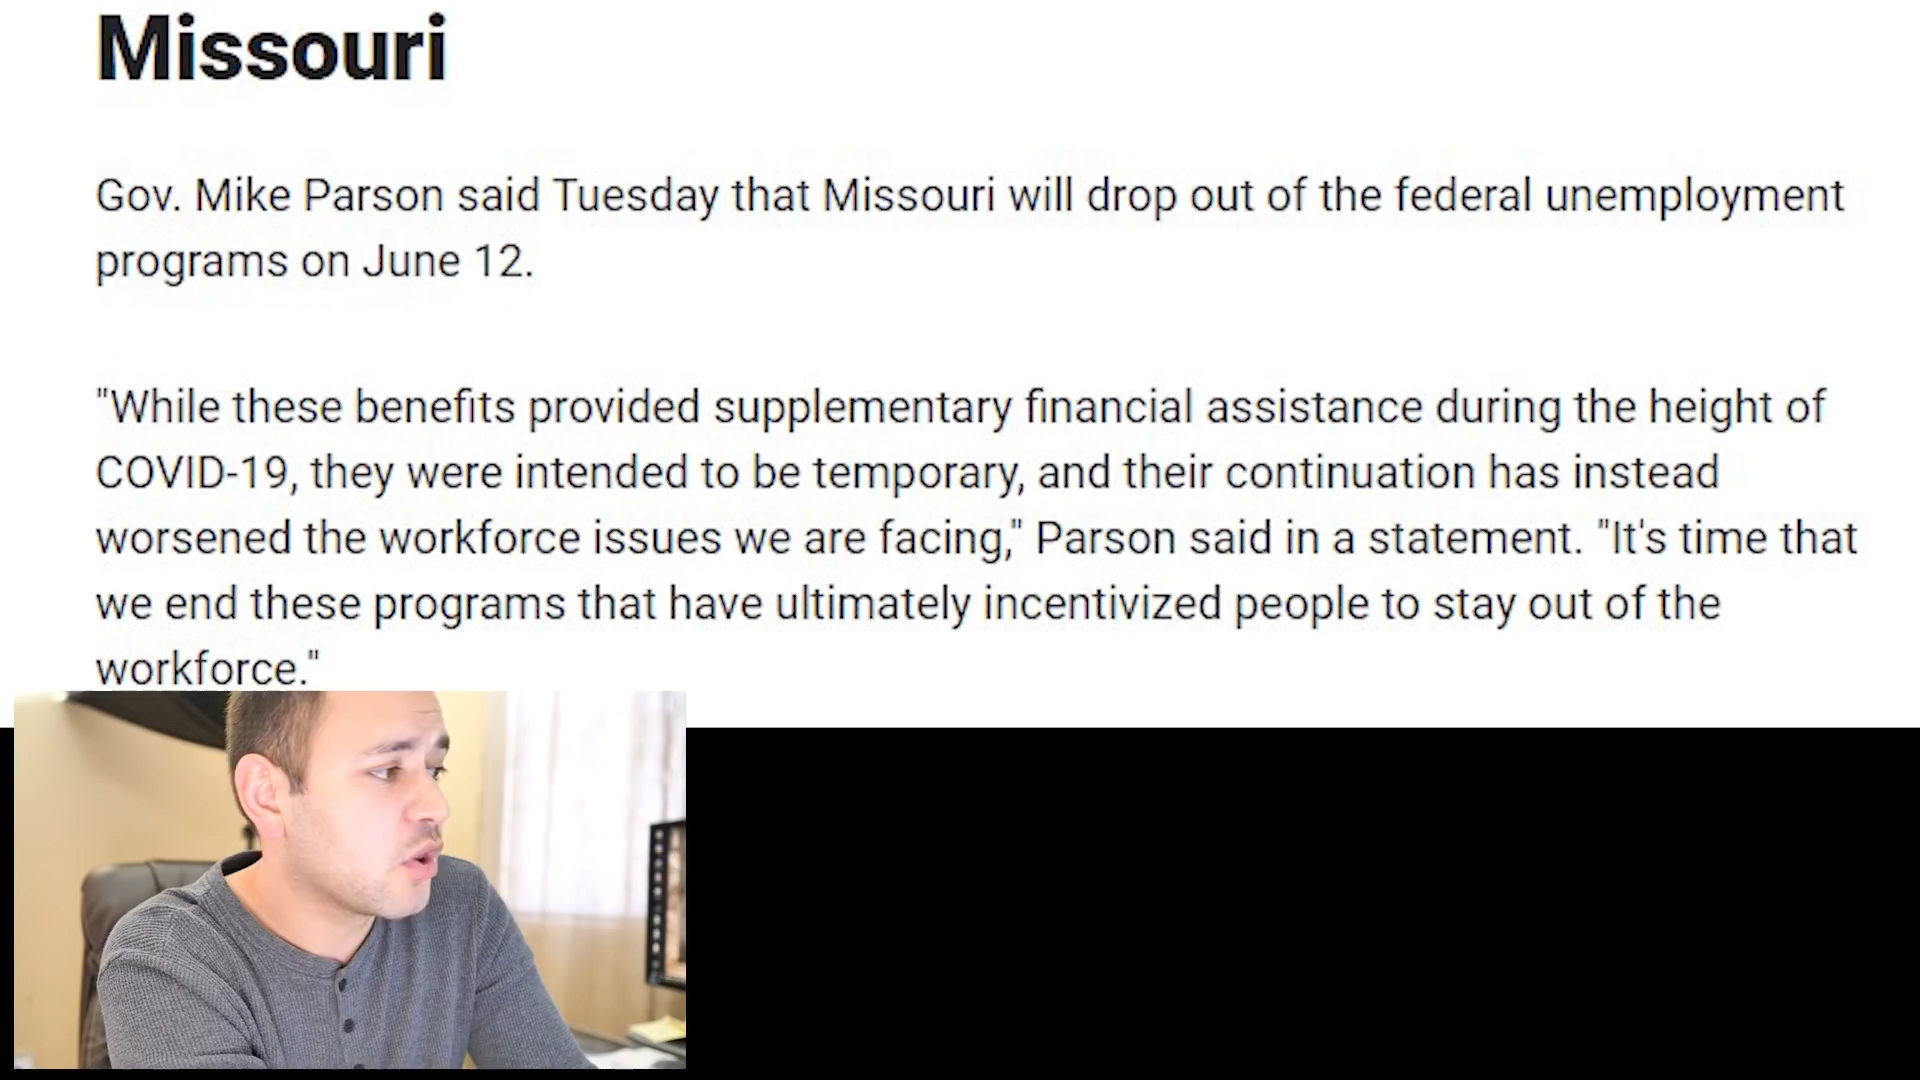 Missouri
Gov. Mike Parson said Tuesday that Missouri will drop out of the federal unemployment
programs on June 12.
"While these benefits provided supplementary financial assistance during the height of
COVID-19, they were intended to be temporary, and their continuation has instead
worsened the workforce issues we are facing," Parson said in a statement. "It's time that
we end these programs that have ultimately incentivized people to stay out of the
workforce."